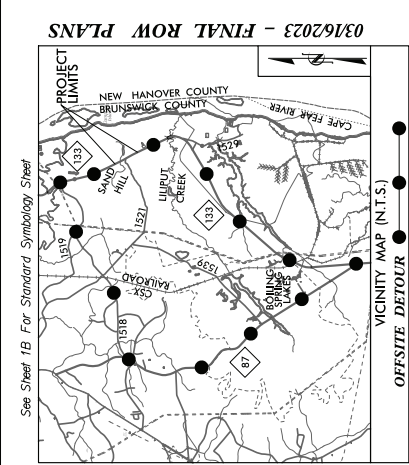 03/16/2023 - FINAL ROW PLANS
See Sheet 1B For Standard Symbology Sheet
PROJECT
LIMITS
NEW HANOVER COUNTY
BRUNSWICK COUNTY
CAPE FEAR RIVER
133
SAND
HILL
LILIPUT
CREEK
1529
133
1519
1521
1539
CSX
RAILROAD
BOILING
SPRING
LAKES
1518
87
VICINITY MAP (N.T.S.)
OFFSITE DETOUR